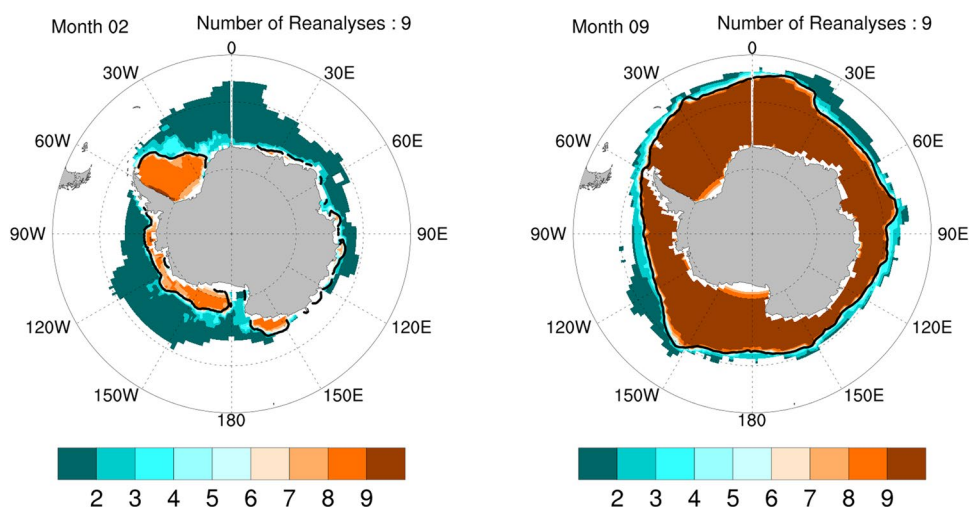 Month 02 Number of Reanalyses : 9
0
30W 30E
60W 60E
90W 90E
120W 120E
150W 150E
180
2 3 4 5 6 7 8 9
Month 09 Number of Reanalyses : 9
0
30W 30E
60W 60E
90W 90E
120W 120E
150W 150E
180
2 3 4 5 6 7 8 9